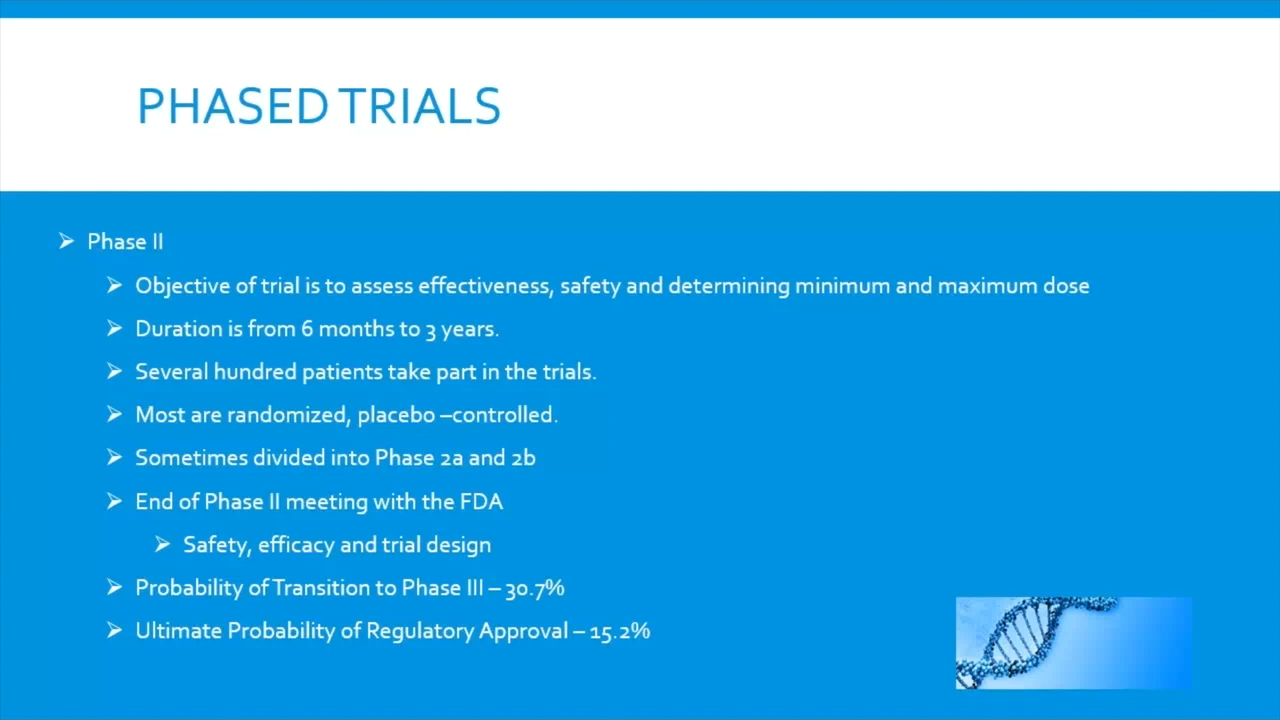 PHASED TRIALS
Phase II
Objective of trial is to assess effectiveness, safety and determining minimum and maximum dose
Duration is from 6 months to 3 years.
Several hundred patients take part in the trials.
Most are randomized, placebo –controlled.
Sometimes divided into Phase 2a and 2b
End of Phase II meeting with the FDA
Safety, efficacy and trial design
Probability of Transition to Phase III – 30.7%
Ultimate Probability of Regulatory Approval – 15.2%